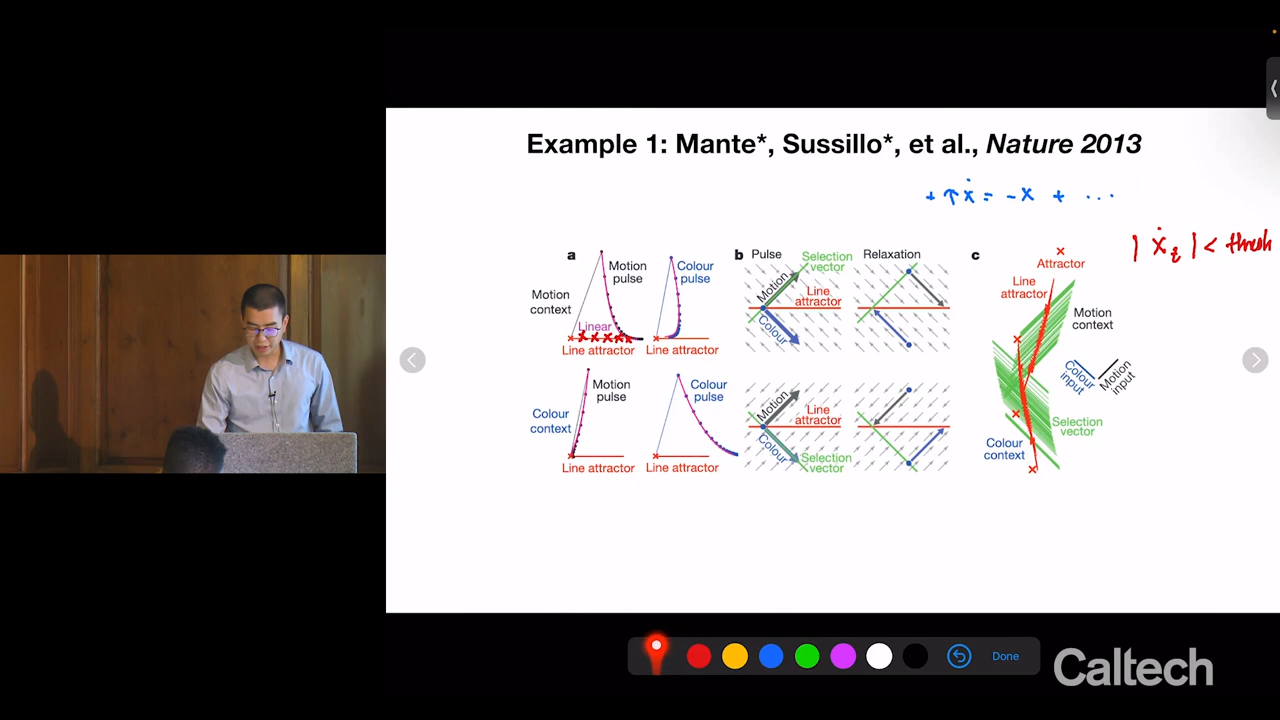 Example 1: Mante*, Sussillo*, et al., Nature 2013
+ τ ẋ = -x + ...
| ẋ | < thresh
a
Motion context
Motion pulse
Linear
Line attractor
Colour pulse
Line attractor
Colour context
Motion pulse
Line attractor
Colour pulse
Line attractor
b
Pulse
Selection vector
Motion
Line attractor
Colour
Relaxation
Motion
Line attractor
Colour
Selection vector
c
Attractor
Line attractor
Motion context
Colour input
Motion input
Selection vector
Colour context
Done
Caltech